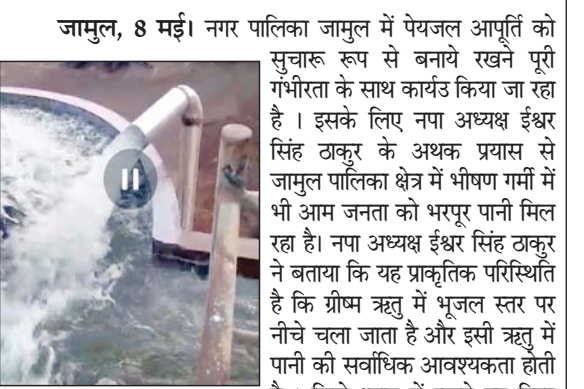 जामुल, 8 मई। नगर पालिका जामुल में पेयजल आपूर्ति को
सुचारू रूप से बनाये रखने पूरी
गंभीरता के साथ कार्यउ किया जा रहा
है । इसके लिए नपा अध्यक्ष ईश्वर
सिंह ठाकुर के अथक प्रयास से
जामुल पालिका क्षेत्र में भीषण गर्मी में
भी आम जनता को भरपूर पानी मिल
रहा है। नपा अध्यक्ष ईश्वर सिंह ठाकुर
ने बताया कि यह प्राकृतिक परिस्थिति
है कि ग्रीष्म ऋतु में भूजल स्तर पर
नीचे चला जाता है और इसी ऋतु में
पानी की सर्वाधिक आवश्यकता होती